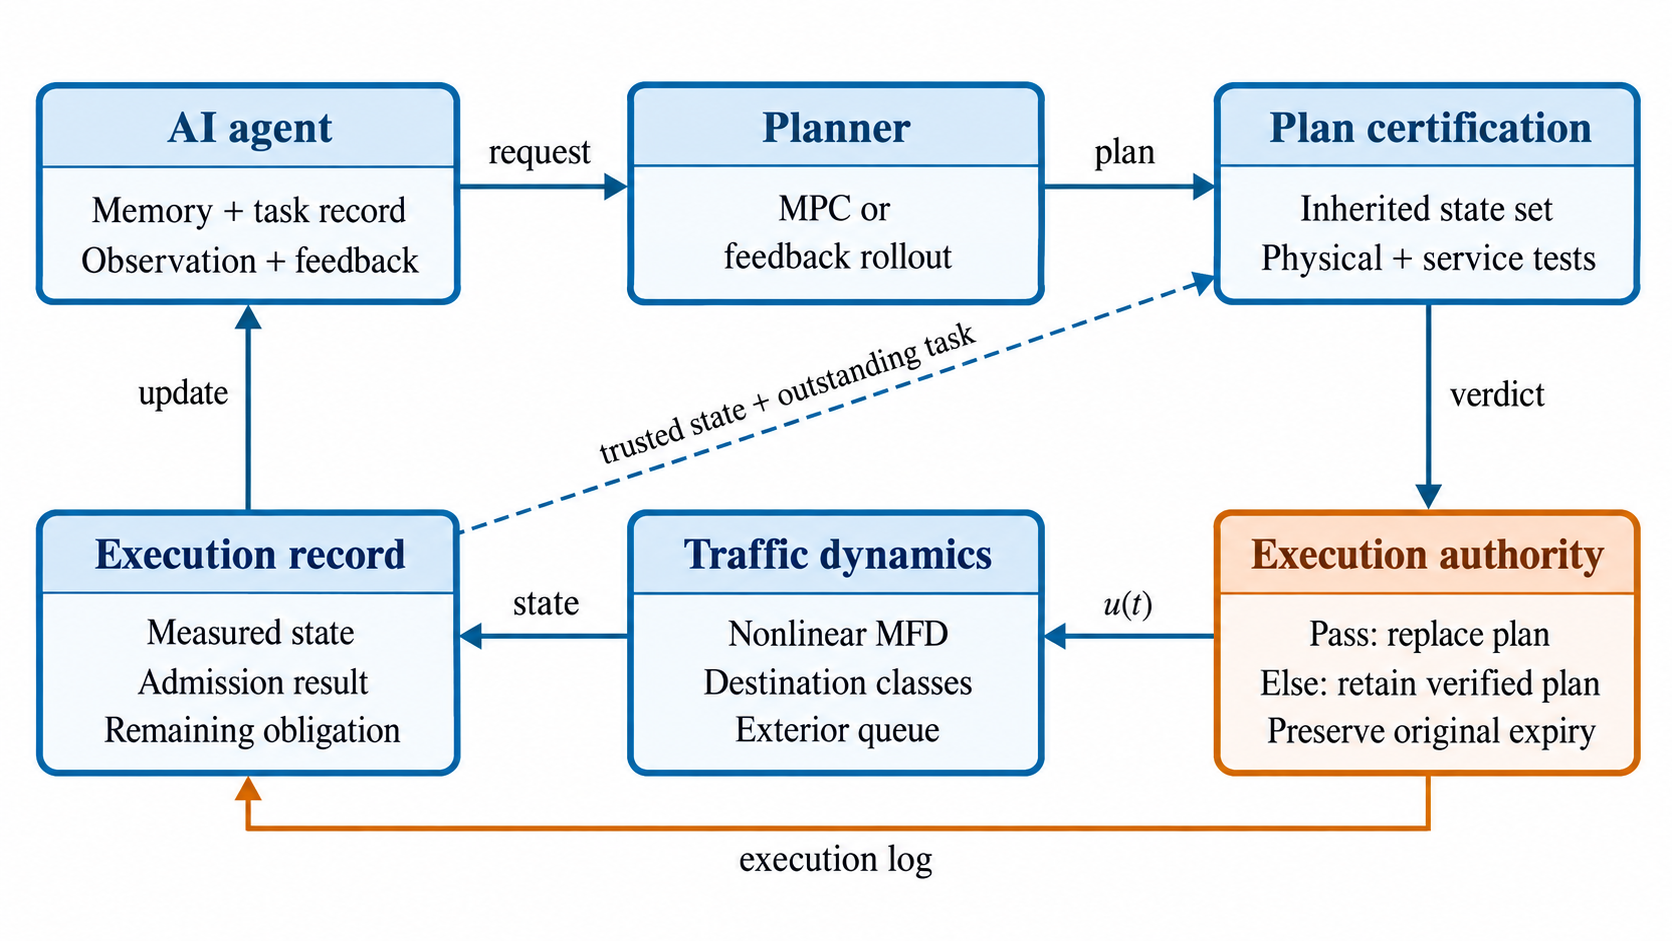 AI agent
Memory + task record
Observation + feedback
request
Planner
MPC or
feedback rollout
plan
Plan certification
Inherited state set
Physical + service tests
update
trusted state + outstanding task
verdict
Execution record
Measured state
Admission result
Remaining obligation
state
Traffic dynamics
Nonlinear MFD
Destination classes
Exterior queue
u(t)
Execution authority
Pass: replace plan
Else: retain verified plan
Preserve original expiry
execution log